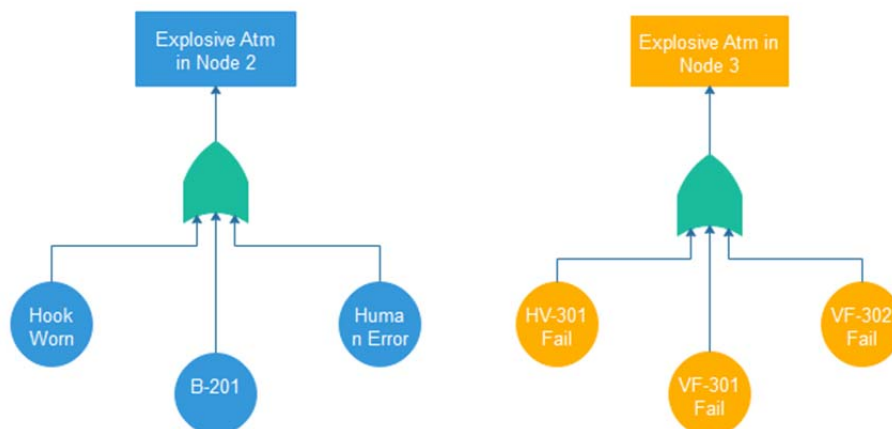 Explosive Atm
in Node 2
Explosive Atm in
Node 3
Hook
Worn
Huma
n Error
B-201
HV-301
Fail
VF-302
Fail
VF-301
Fail